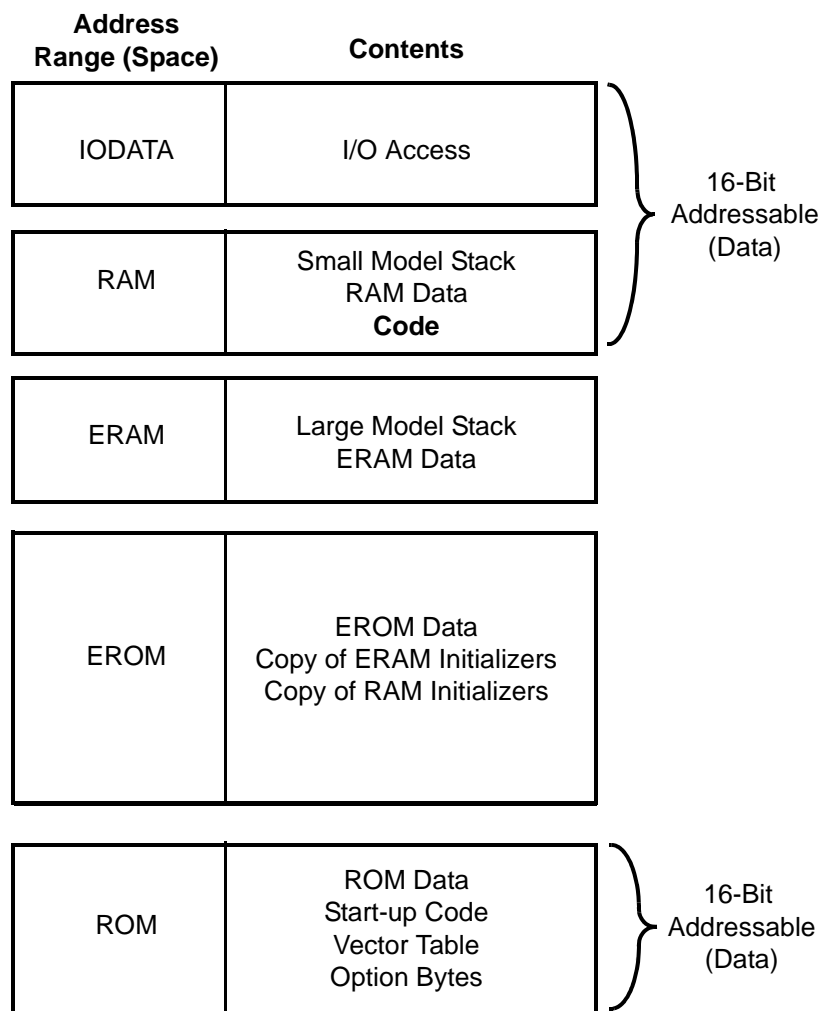 Address
Range (Space)
Contents
IODATA
I/O Access
16-Bit
Addressable
(Data)
RAM
Small Model Stack
RAM Data
Code
ERAM
Large Model Stack
ERAM Data
EROM
EROM Data
Copy of ERAM Initializers
Copy of RAM Initializers
ROM
ROM Data
Start-up Code
Vector Table
Option Bytes
16-Bit
Addressable
(Data)